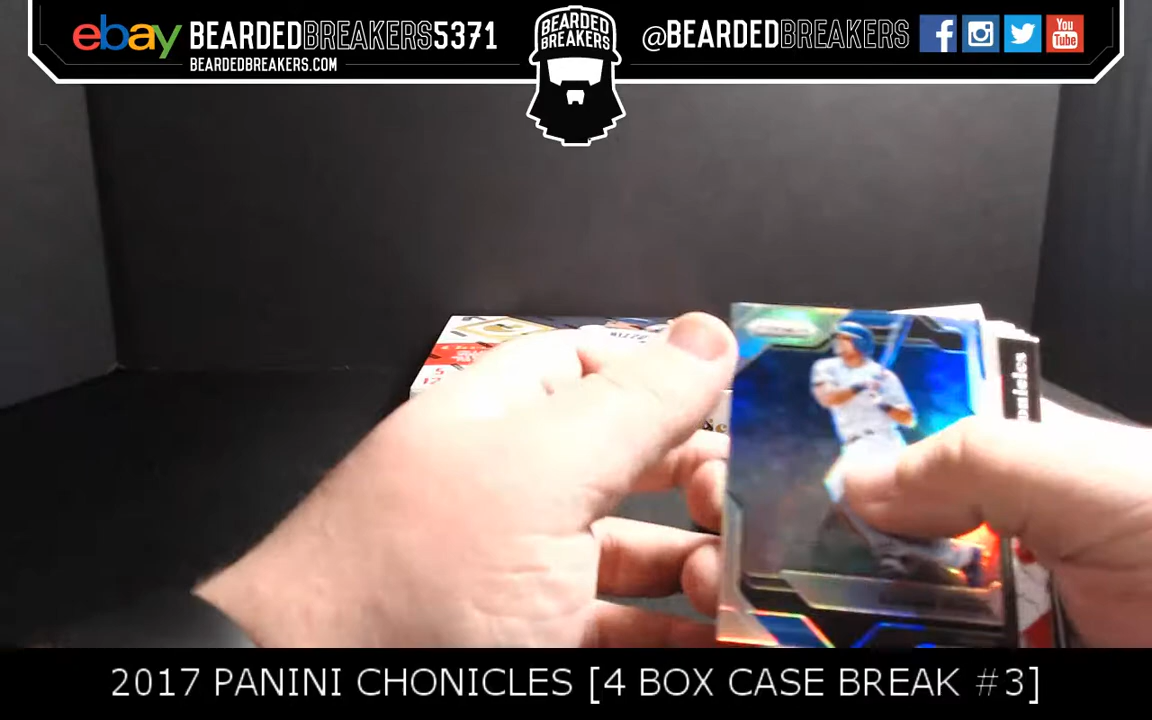 ebay BEARDEDBREAKERS5371
BEARDEDBREAKERS.COM
BEARDED
BREAKERS
@BEARDEDBREAKERS
You
Tube
2017 PANINI CHONICLES [4 BOX CASE BREAK #3]